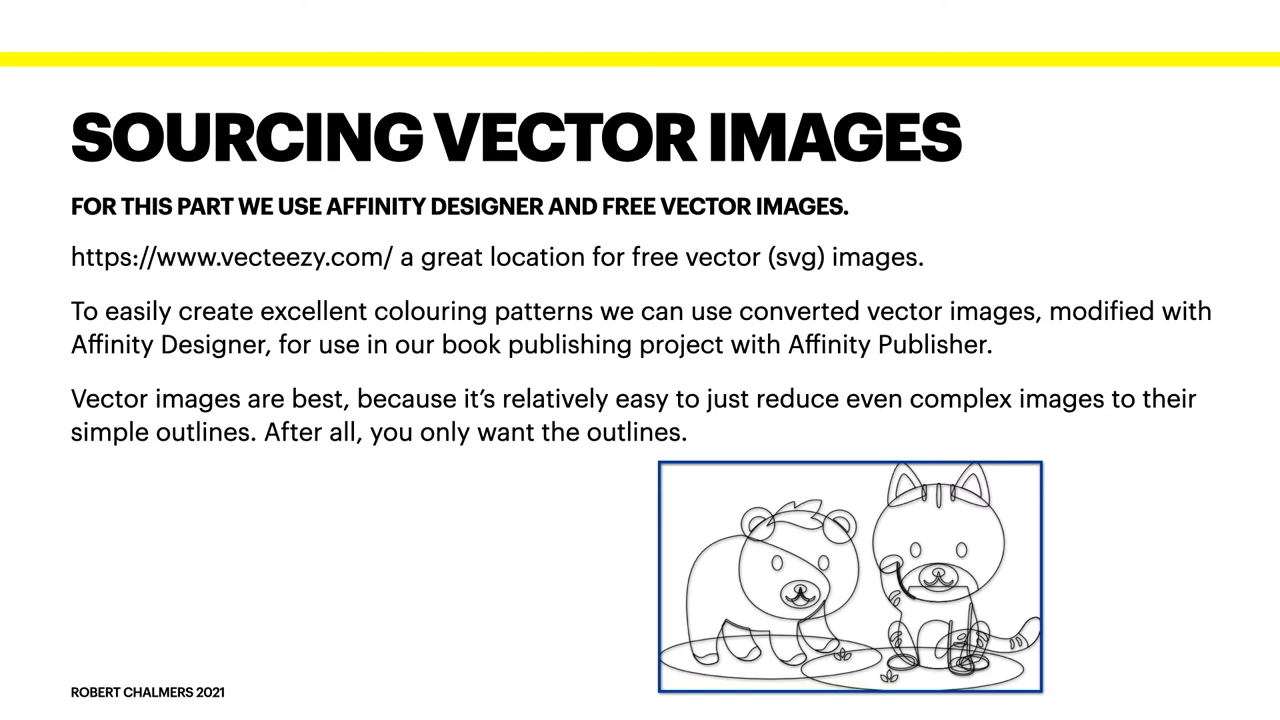 SOURCING VECTOR IMAGES
FOR THIS PART WE USE AFFINITY DESIGNER AND FREE VECTOR IMAGES.
https://www.vecteezy.com/ a great location for free vector (svg) images.
To easily create excellent colouring patterns we can use converted vector images, modified with
Affinity Designer, for use in our book publishing project with Affinity Publisher.
Vector images are best, because it’s relatively easy to just reduce even complex images to their
simple outlines. After all, you only want the outlines.
ROBERT CHALMERS 2021